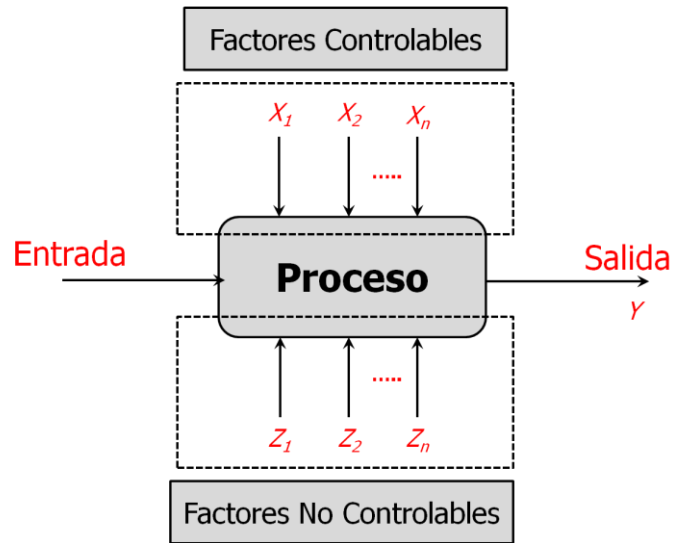 Factores Controlables
X1 X2 Xn
.....
Entrada
Proceso
Salida
Y
.....
Z1 Z2 Zn
Factores No Controlables